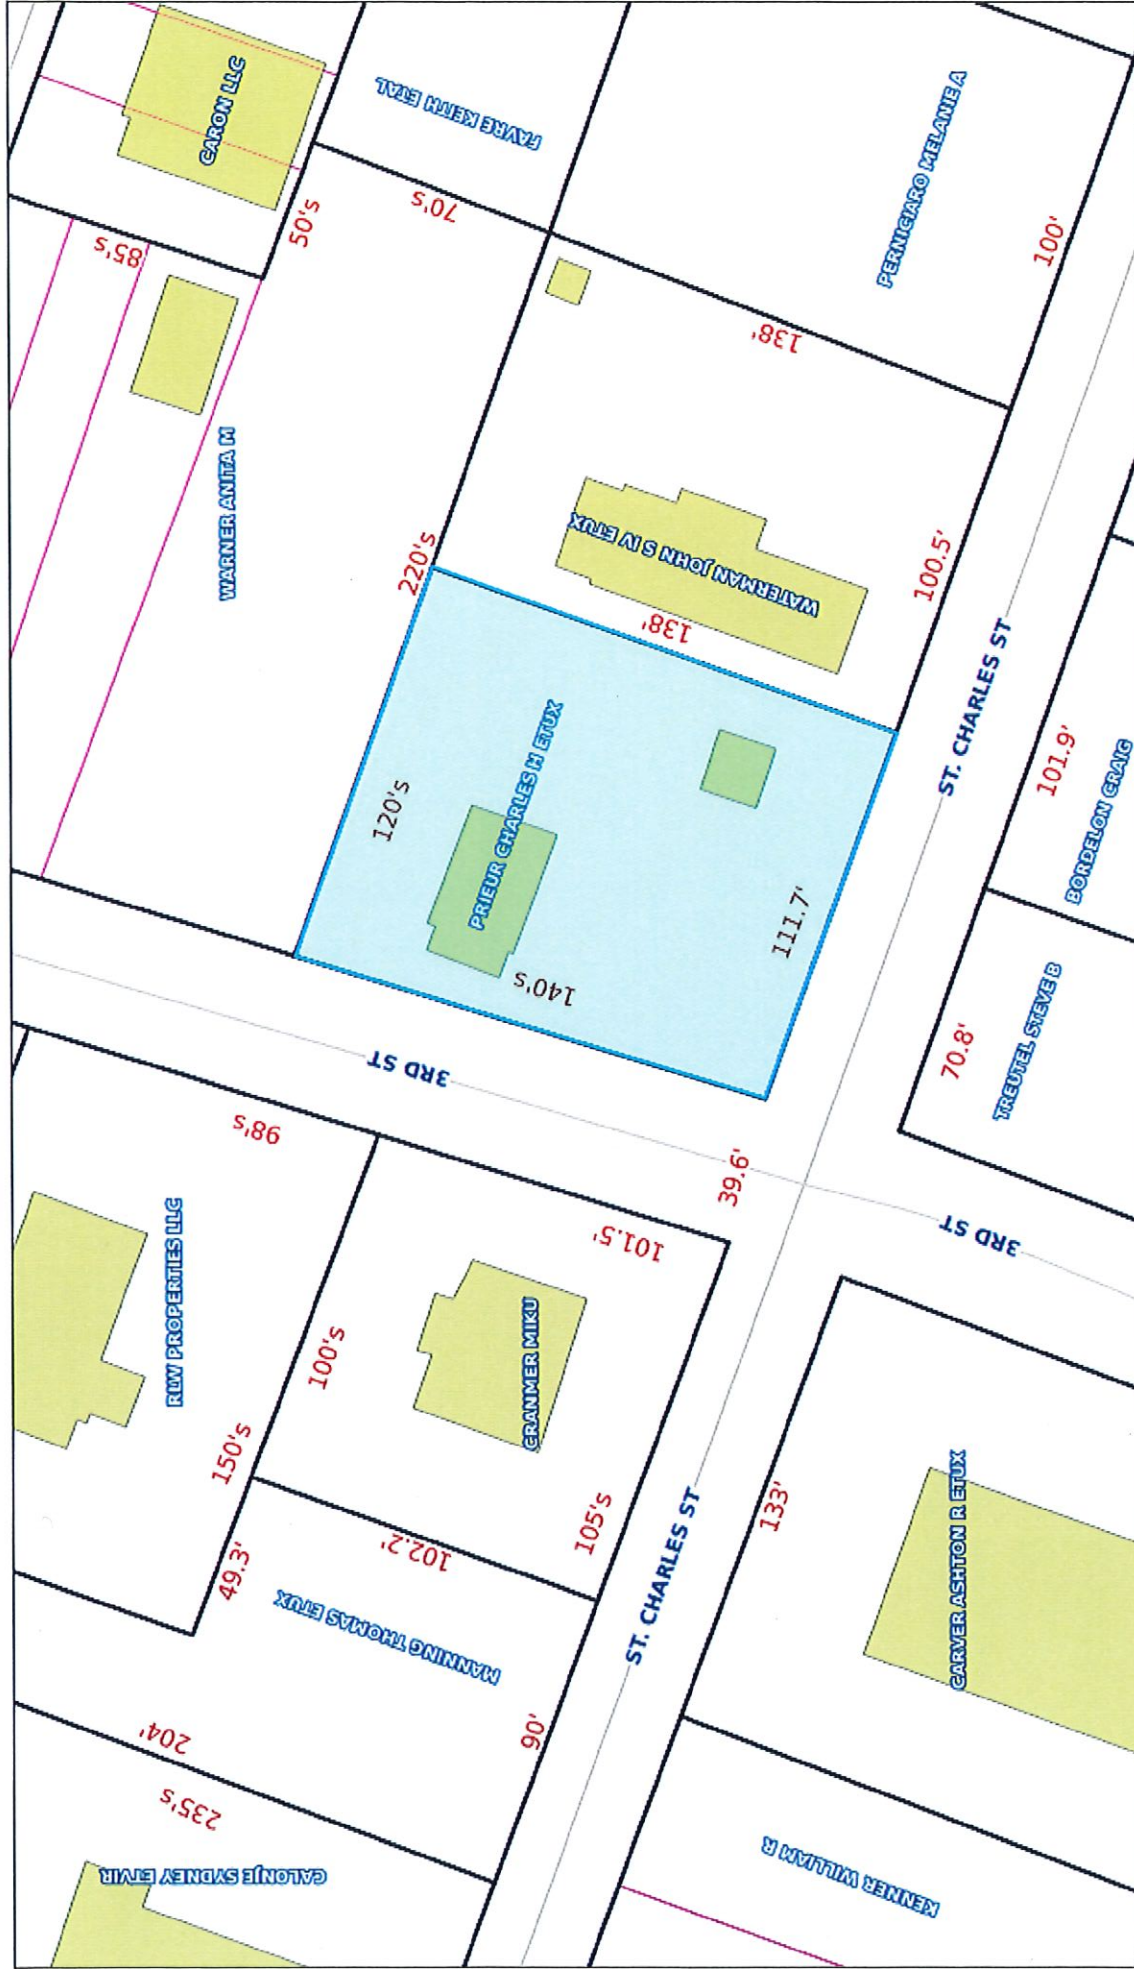 CARON LLC
FAVRE KEITH ETAL
PERNICIARO MELANIE A
85's
50's
70's
100'
138'
WARNER ANITA M
220's
WATERMAN JOHN S IV ETUX
138'
100.5'
ST. CHARLES ST
101.9'
BORDELON CRAIG
120's
PRIEUR CHARLES H ETUX
140's
111.7'
3RD ST
70.8'
TREUTEL STEVE B
98's
39.6'
3RD ST
RLW PROPERTIES LLC
101.5'
100's
CRANMER MIKU
150's
105's
49.3'
102.2'
MANNING THOMAS ETUX
ST. CHARLES ST
133'
CARVER ASHTON R ETUX
204'
90'
235's
CALONJE SYDNEY ETVIR
KENNER WILLIAM R